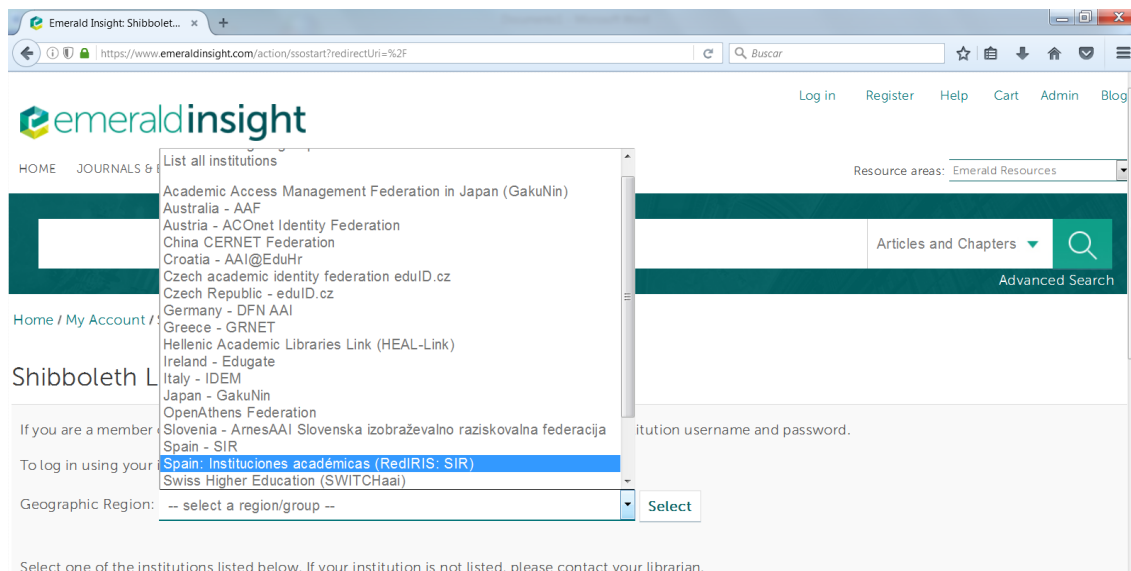 Emerald Insight: Shibbolet...
https://www.emeraldinsight.com/action/ssostart?redirectUri=%2F
Buscar
Log in Register Help Cart Admin Blog
emeraldinsight
HOME JOURNALS &
Resource areas: Emerald Resources
List all institutions
Academic Access Management Federation in Japan (GakuNin)
Australia - AAF
Austria - ACOnet Identity Federation
China CERNET Federation
Croatia - AAI@EduHr
Czech academic identity federation eduID.cz
Czech Republic - eduID.cz
Germany - DFN AAI
Greece - GRNET
Hellenic Academic Libraries Link (HEAL-Link)
Ireland - Edugate
Italy - IDEM
Japan - GakuNin
OpenAthens Federation
Slovenia - ArnesAAI Slovenska izobraževalno raziskovalna federacija
Spain - SIR
Spain: Instituciones académicas (RedIRIS: SIR)
Swiss Higher Education (SWITCHaai)
Articles and Chapters
Advanced Search
Home / My Account /
Shibboleth L
If you are a member
itution username and password.
To log in using your
Geographic Region: -- select a region/group -- Select
Select one of the institutions listed below. If your institution is not listed, please contact your librarian.